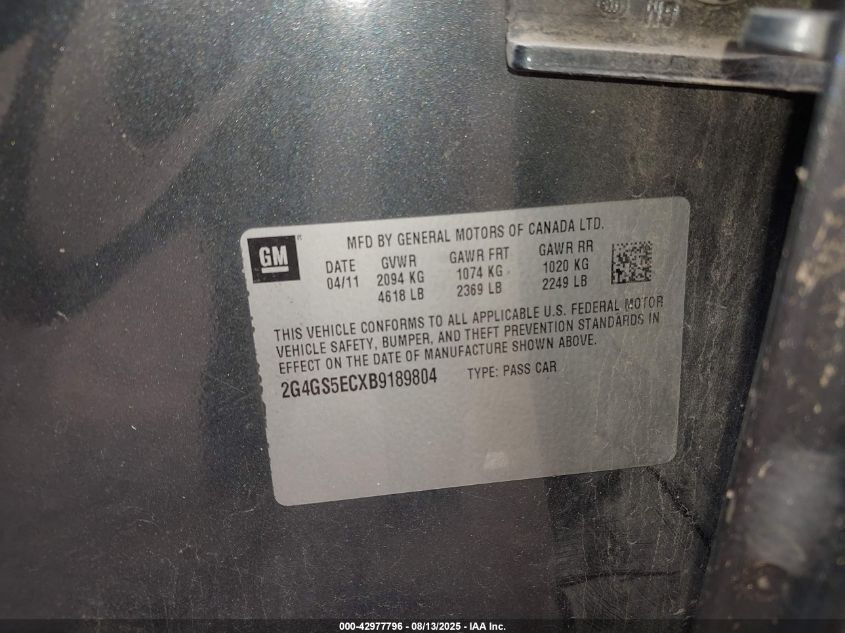 GM
MFD BY GENERAL MOTORS OF CANADA LTD.
DATE GVWR GAWR FRT GAWR RR
04/11 2094 KG 1074 KG 1020 KG
4618 LB 2369 LB 2249 LB
THIS VEHICLE CONFORMS TO ALL APPLICABLE U.S. FEDERAL MOTOR
VEHICLE SAFETY, BUMPER, AND THEFT PREVENTION STANDARDS IN
EFFECT ON THE DATE OF MANUFACTURE SHOWN ABOVE.
2G4GS5ECXB9189804 TYPE: PASS CAR
000-42977796 - 08/13/2025 - IAA Inc.